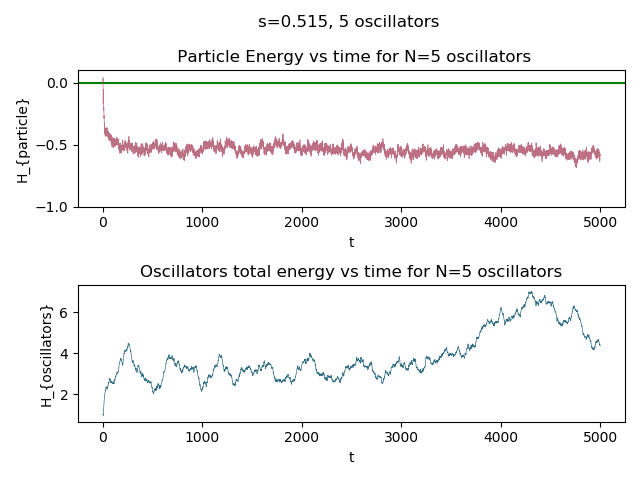 s=0.515, 5 oscillators
Particle Energy vs time for N=5 oscillators
H_{particle}
0.0
−0.5
−1.0
0 1000 2000 3000 4000 5000
t
Oscillators total energy vs time for N=5 oscillators
H_{oscillators}
6
4
2
0 1000 2000 3000 4000 5000
t